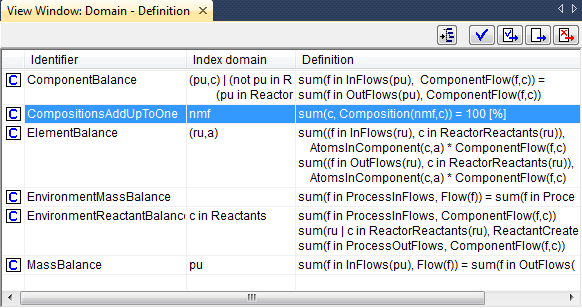 View Window: Domain - Definition
Identifier Index domain Definition
C ComponentBalance (pu,c) | (not pu in R sum(f in InFlows(pu), ComponentFlow(f,c)) =
(pu in Reactor sum(f in OutFlows(pu), ComponentFlow(f,c))
C CompositionsAddUpToOne nmf sum(c, Composition(nmf,c)) = 100 [%]
C ElementBalance (ru,a) sum((f in InFlows(ru), c in ReactorReactants(ru)),
AtomsInComponent(c,a) * ComponentFlow(f,c)
sum((f in OutFlows(ru), c in ReactorReactants(ru)),
AtomsInComponent(c,a) * ComponentFlow(f,c)
C EnvironmentMassBalance sum(f in ProcessInFlows, Flow(f)) = sum(f in Proce
C EnvironmentReactantBalanc c in Reactants sum(f in ProcessInFlows, ComponentFlow(f,c))
sum(ru | c in ReactorReactants(ru), ReactantCreate
sum(f in ProcessOutFlows, ComponentFlow(f,c))
C MassBalance pu sum(f in InFlows(pu), Flow(f)) = sum(f in OutFlows(